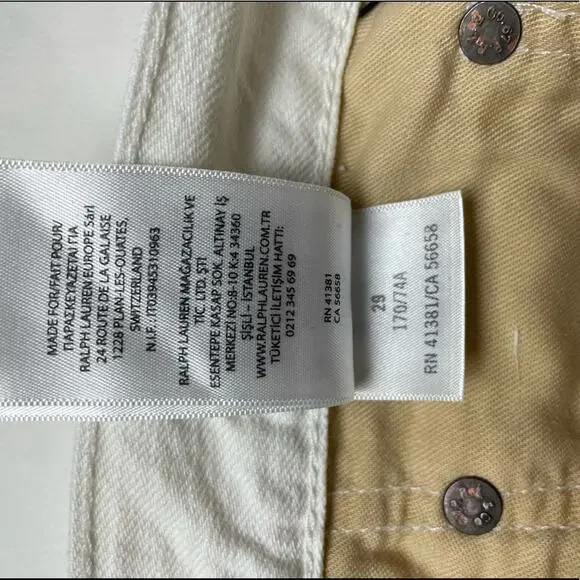 MADE FOR/FAIT POUR/
ΠΑΡΑΣΚΕΥΑΖΕΤΑΙ ΓΙΑ
RALPH LAUREN EUROPE Sàrl
24 ROUTE DE LA GALAISE
1228 PLAN-LES-OUATES,
SWITZERLAND
N.I.F. /IT03945310963
RALPH LAUREN MAĞAZACILIK VE
TIC. LTD. ŞTİ
ESENTEPE KASAP SOK. ALTINAY İŞ
MERKEZİ NO:8-10 K:4 34360
ŞİŞLİ – İSTANBUL
WWW.RALPHLAUREN.COM.TR
TÜKETİCİ İLETİŞİM HATTI:
0212 345 69 69
RN 41381
CA 56658
29
170/74A
RN 41381/CA 56658